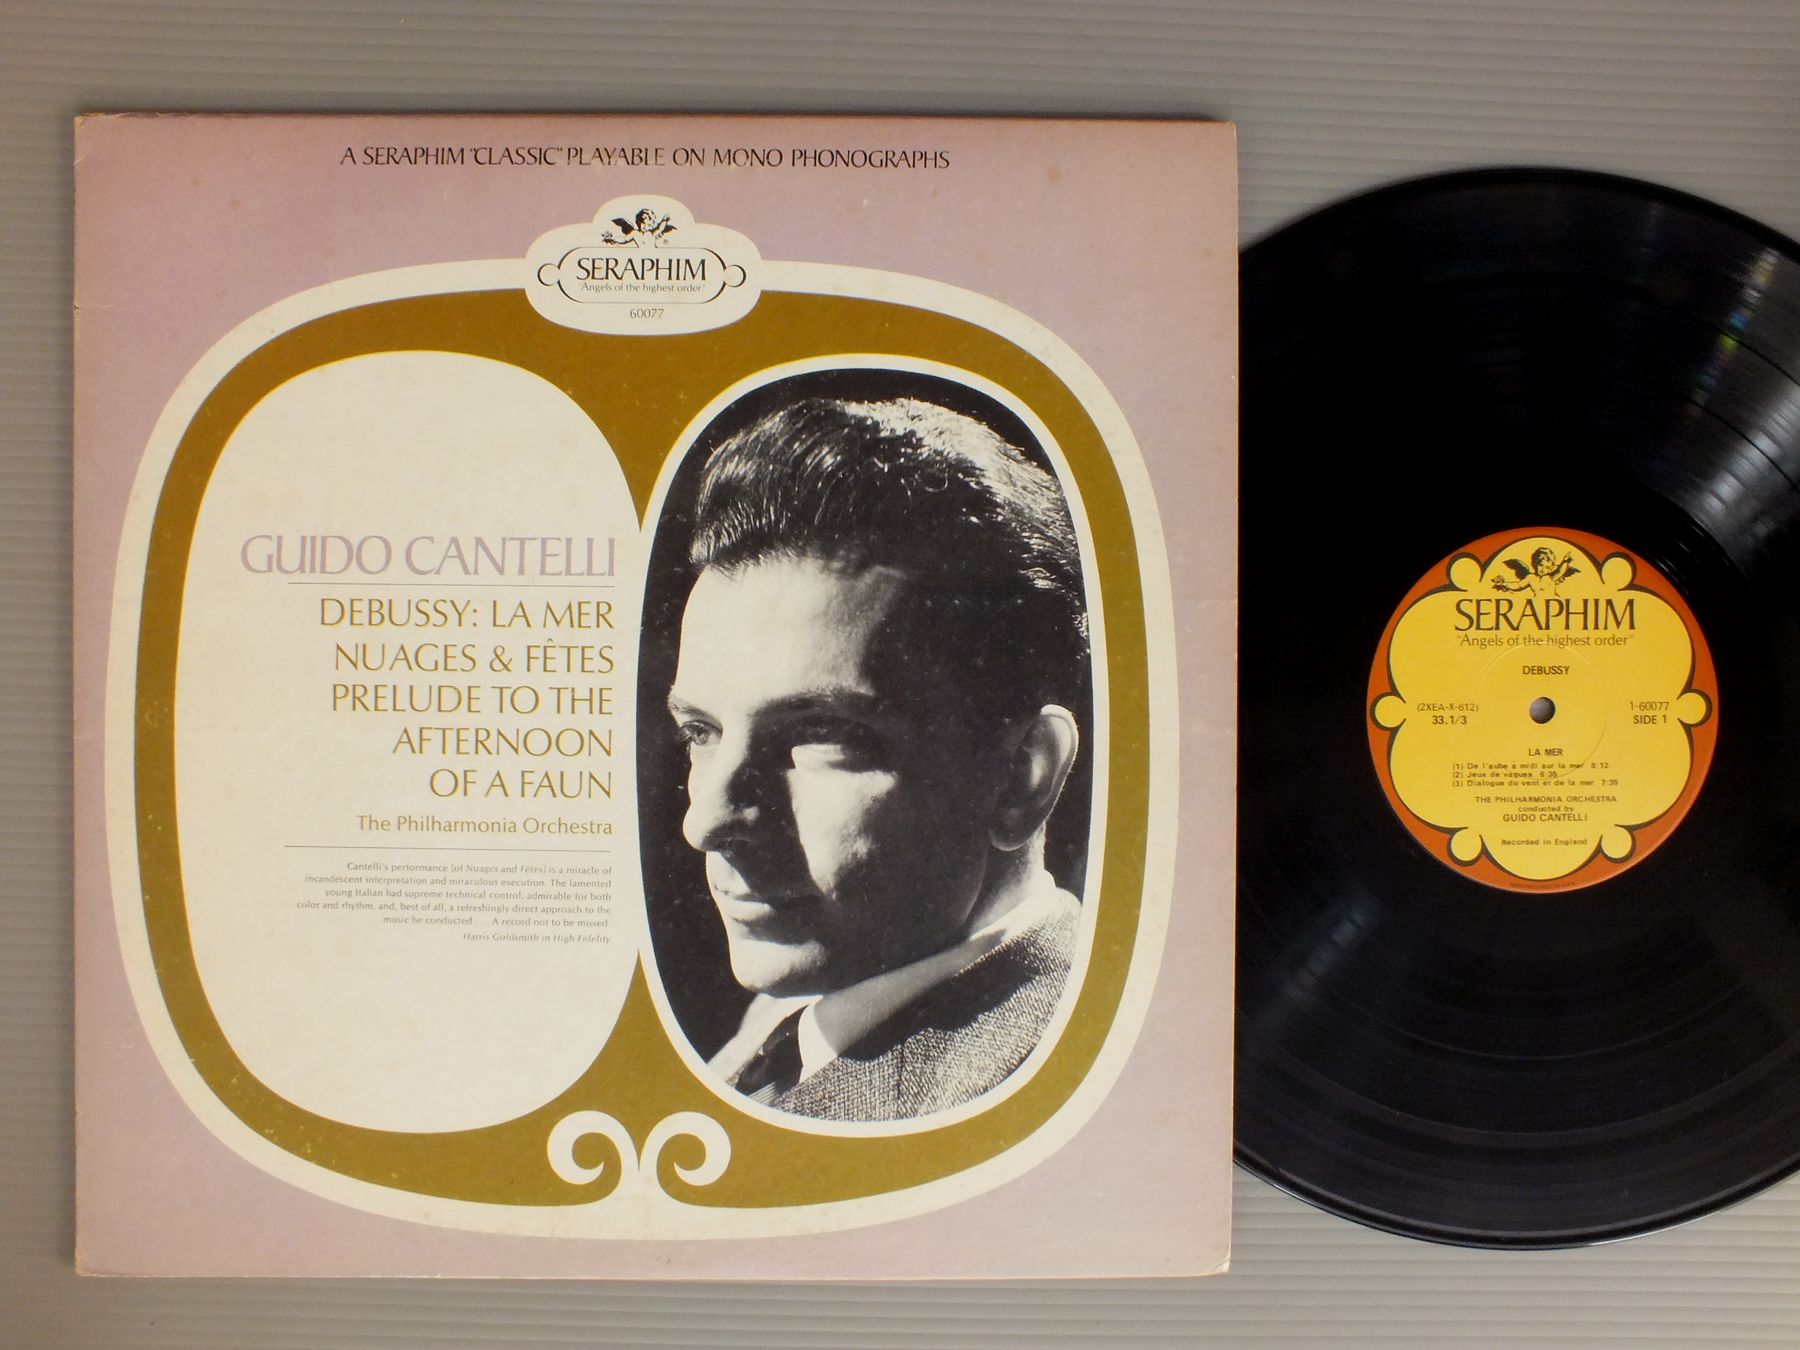 A SERAPHIM "CLASSIC" PLAYABLE ON MONO PHONOGRAPHS
SERAPHIM
"Angels of the highest order"
60077
GUIDO CANTELLI
DEBUSSY: LA MER
NUAGES & FÊTES
PRELUDE TO THE
AFTERNOON
OF A FAUN
The Philharmonia Orchestra
Cantelli's performance [of Nuages and Fêtes] is a miracle of
incandescent interpretation and miraculous execution. The lamented
young Italian had supreme technical control, admirable for both
color and rhythm, and, best of all, a refreshingly direct approach to the
music he conducted . . . A record not to be missed.
Harris Goldsmith in High Fidelity
SERAPHIM
"Angels of the highest order"
DEBUSSY
(2XEA-X-612) 1-60077
33.1/3 SIDE 1
LA MER
(1) De l'aube à midi sur la mer 8:12
(2) Jeux de vagues 6:35
(3) Dialogue du vent et de la mer 7:35
THE PHILHARMONIA ORCHESTRA
conducted by
GUIDO CANTELLI
Recorded in England